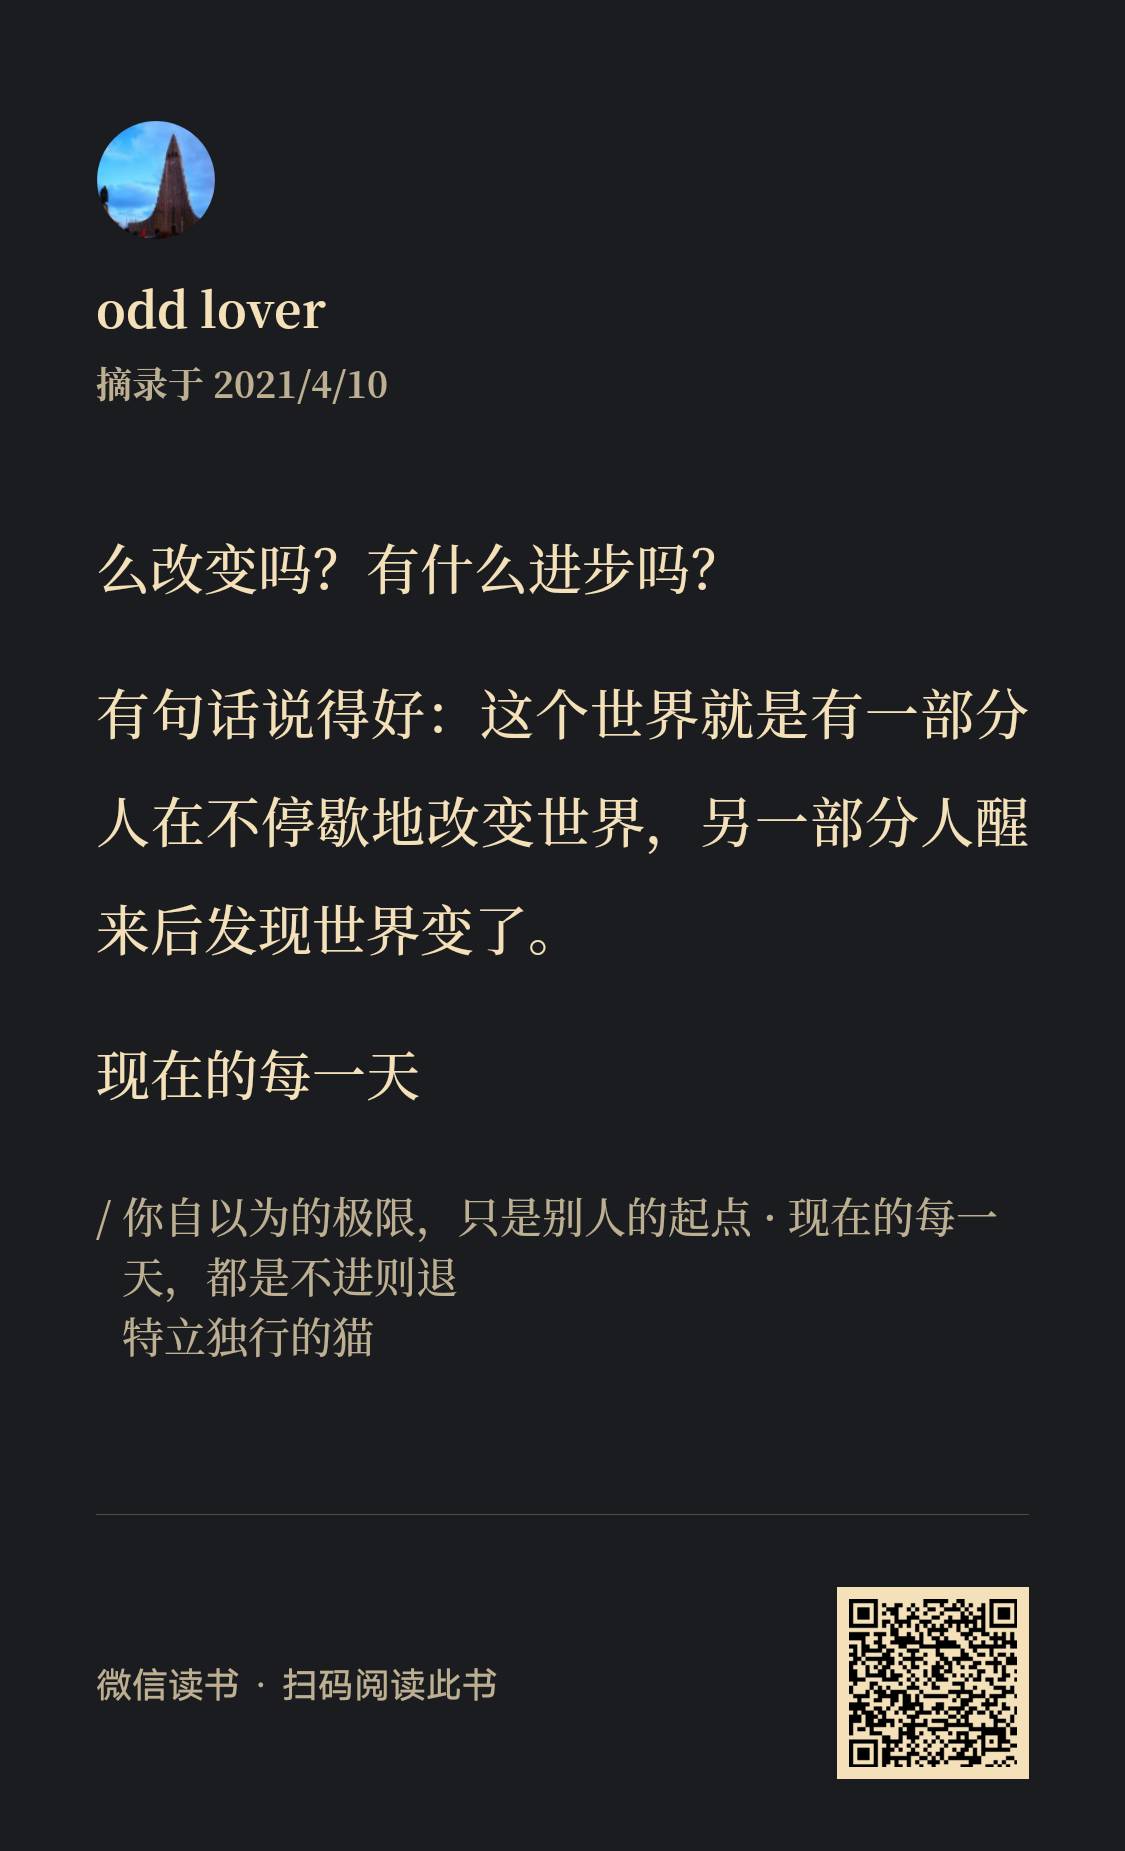 odd lover
摘录于 2021/4/10
么改变吗？有什么进步吗？
有句话说得好：这个世界就是有一部分
人在不停歇地改变世界，另一部分人醒
来后发现世界变了。
现在的每一天
/ 你自以为的极限，只是别人的起点 · 现在的每一
天，都是不进则退
特立独行的猫
微信读书 · 扫码阅读此书